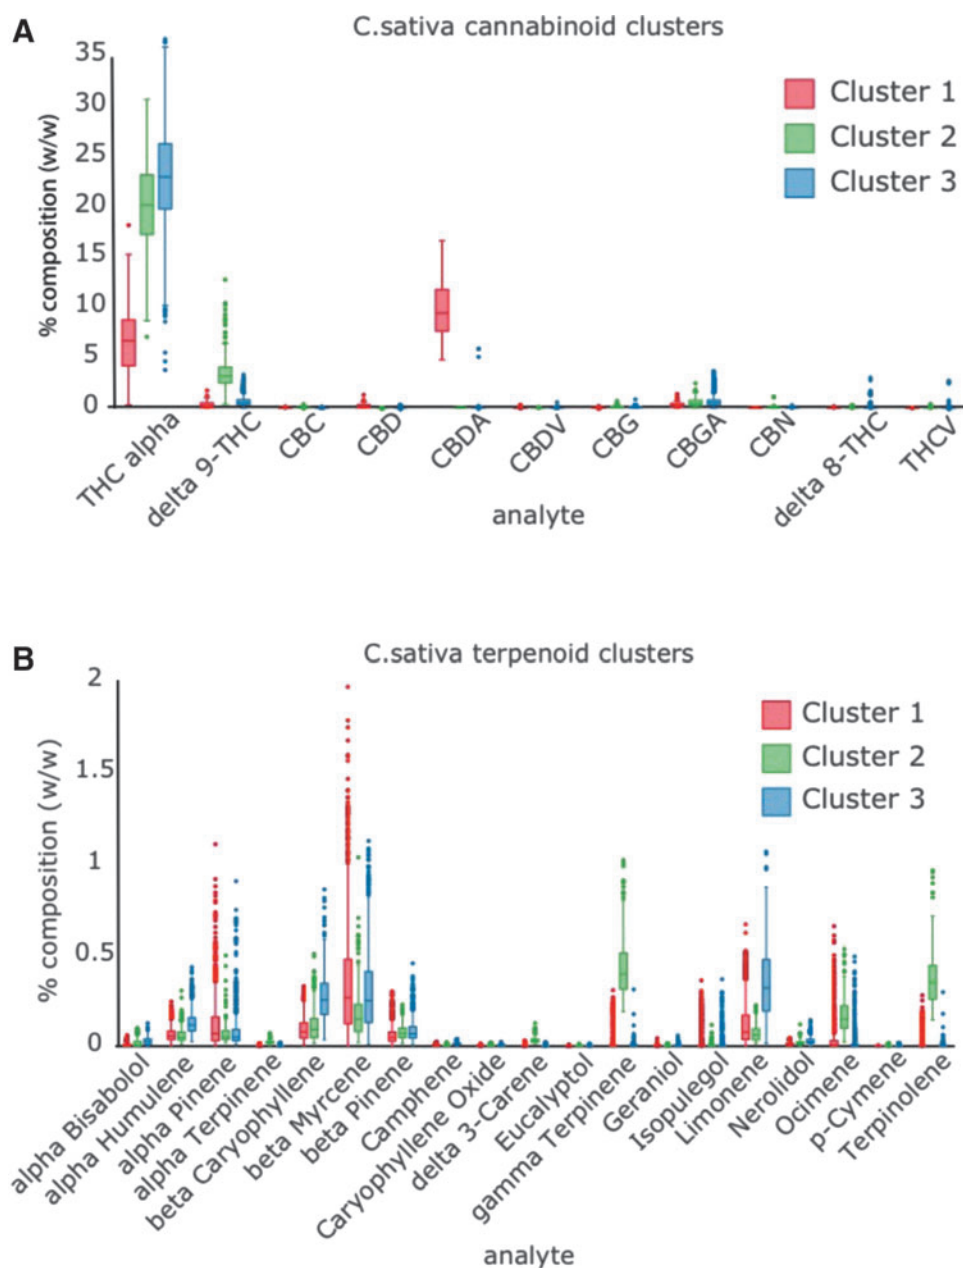 A
C.sativa cannabinoid clusters
% composition (w/w)
35
30
25
20
15
10
5
0
Cluster 1
Cluster 2
Cluster 3
THC alpha
delta 9-THC
CBC
CBD
CBDA
CBDV
CBG
CBGA
CBN
delta 8-THC
THCV
analyte
B
C.sativa terpenoid clusters
% composition (w/w)
2
1.5
1
0.5
0
Cluster 1
Cluster 2
Cluster 3
alpha Bisabolol
alpha Humulene
alpha Pinene
alpha Terpinene
beta Caryophyllene
beta Myrcene
beta Pinene
Camphene
Caryophyllene Oxide
delta 3-Carene
Eucalyptol
gamma Terpinene
Geraniol
Isopulegol
Limonene
Nerolidol
Ocimene
p-Cymene
Terpinolene
analyte